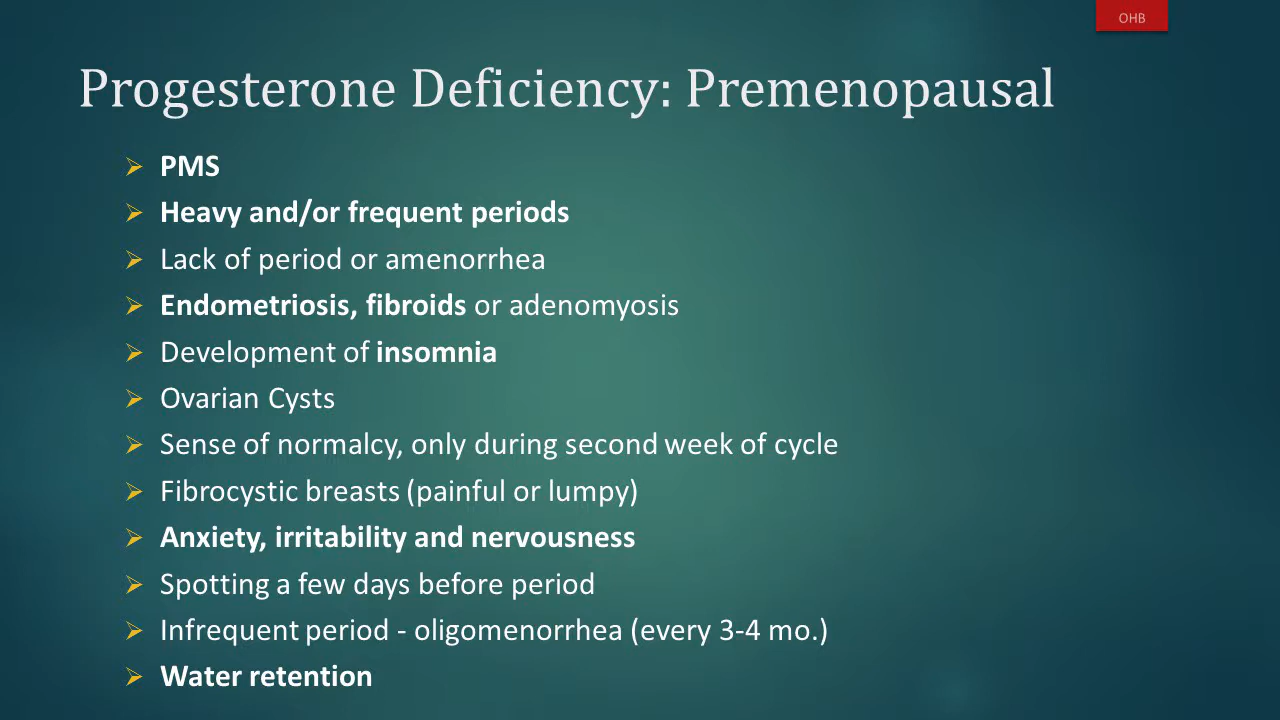 OHB
Progesterone Deficiency: Premenopausal
PMS
Heavy and/or frequent periods
Lack of period or amenorrhea
Endometriosis, fibroids or adenomyosis
Development of insomnia
Ovarian Cysts
Sense of normalcy, only during second week of cycle
Fibrocystic breasts (painful or lumpy)
Anxiety, irritability and nervousness
Spotting a few days before period
Infrequent period - oligomenorrhea (every 3-4 mo.)
Water retention